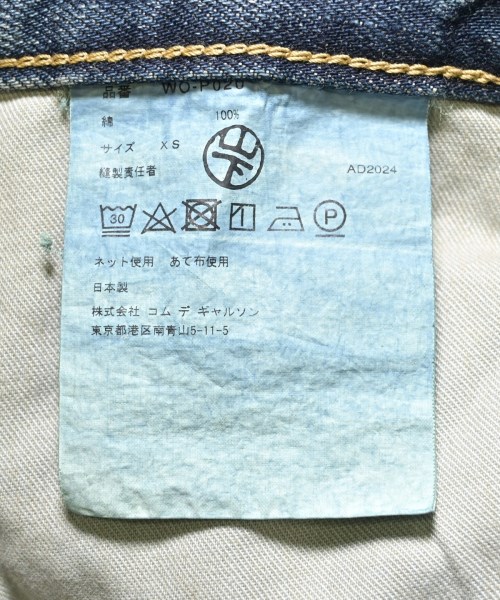 品番 WO-P020
綿 100%
サイズ XS
縫製責任者 山下 AD2024
30 P
ネット使用 あて布使用
日本製
株式会社 コム デ ギャルソン
東京都港区南青山5-11-5